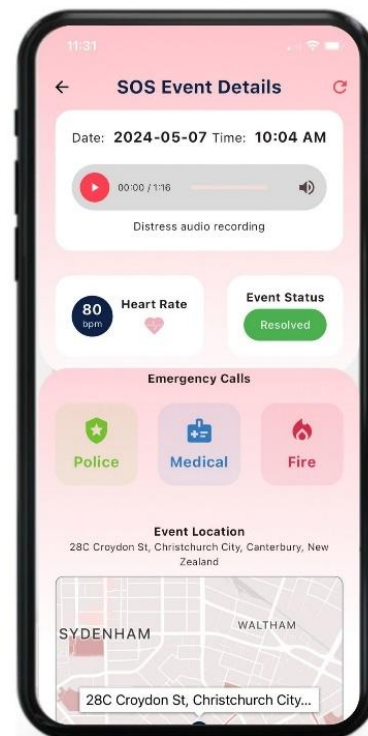 11:31
SOS Event Details
Date: 2024-05-07 Time: 10:04 AM
00:00 / 1:16
Distress audio recording
80
bpm
Heart Rate
Event Status
Resolved
Emergency Calls
Police
Medical
Fire
Event Location
28C Croydon St, Christchurch City, Canterbury, New
Zealand
SYDENHAM
WALTHAM
28C Croydon St, Christchurch City...